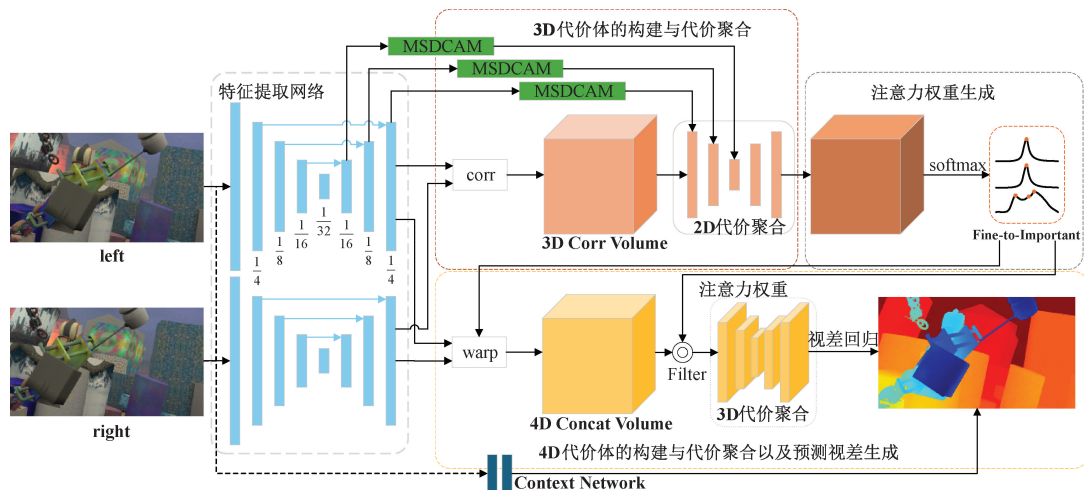 3D代价体的构建与代价聚合
MSDCAM
MSDCAM
MSDCAM
特征提取网络
注意力权重生成
corr
softmax
2D代价聚合
3D Corr Volume
Fine-to-Important
left
1/4
1/8
1/16
1/32
1/16
1/8
1/4
注意力权重
warp
Filter
视差回归
3D代价聚合
4D Concat Volume
right
4D代价体的构建与代价聚合以及预测视差生成
Context Network